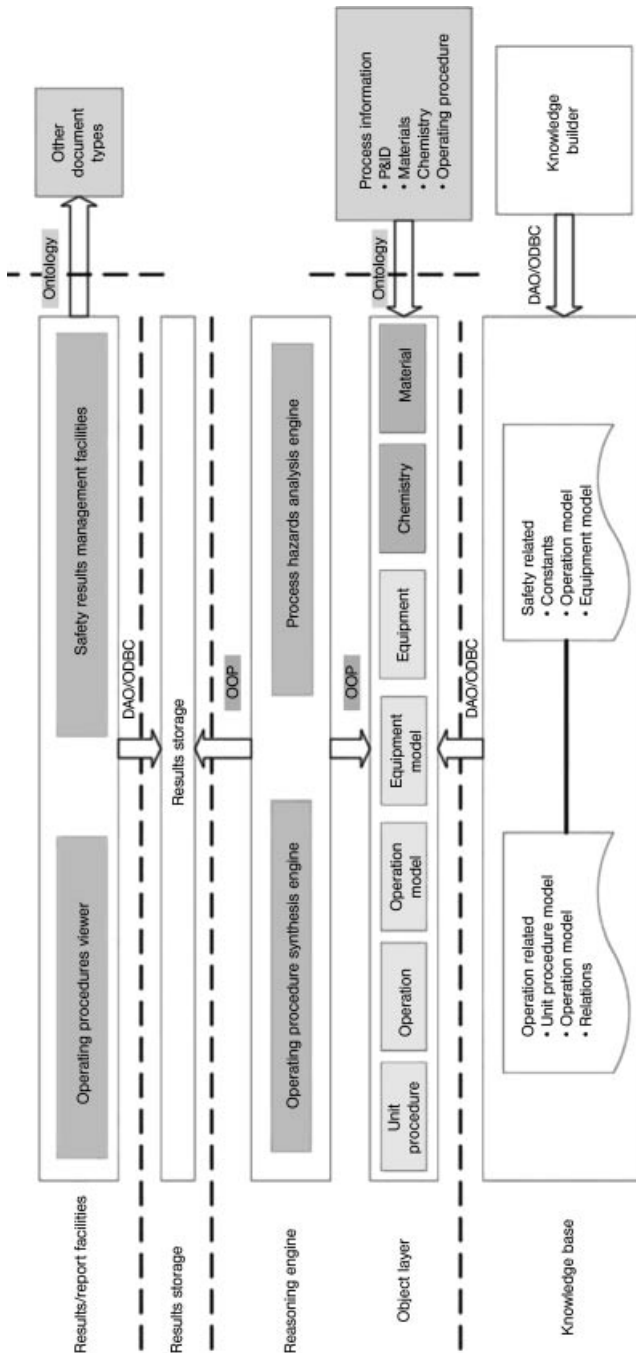 Results/report facilities
Operating procedures viewer
Safety results management facilities
Ontology
Other
document
types
DAO/ODBC
Results storage
Results storage
OOP
Reasoning engine
Operating procedure synthesis engine
Process hazards analysis engine
OOP
Object layer
Unit
procedure
Operation
Operation
model
Equipment
model
Equipment
Chemistry
Material
Ontology
Process information
• P&ID
• Materials
• Chemistry
• Operating procedure
DAO/ODBC
Knowledge base
Operation related
• Unit procedure model
• Operation model
• Relations
Safety related
• Constants
• Operation model
• Equipment model
DAO/ODBC
Knowledge
builder